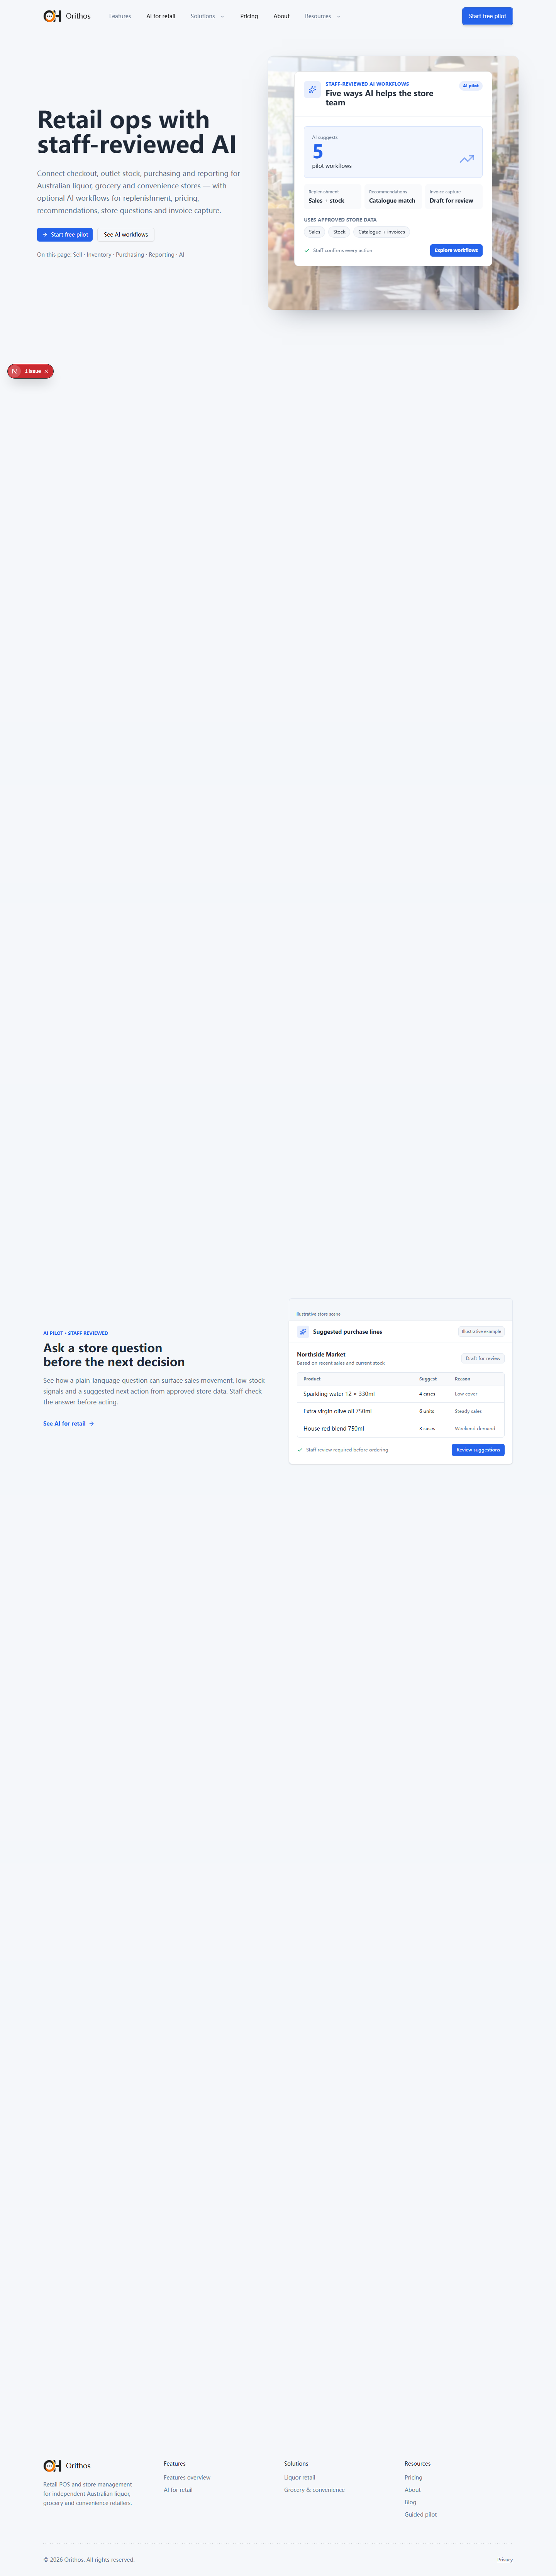 Orithos
Features
AI for retail
Solutions
Pricing
About
Resources
Start free pilot
Retail ops with
staff-reviewed AI
Connect checkout, outlet stock, purchasing and reporting for
Australian liquor, grocery and convenience stores — with
optional AI workflows for replenishment, pricing,
recommendations, store questions and invoice capture.
Start free pilot
See AI workflows
On this page: Sell · Inventory · Purchasing · Reporting · AI
STAFF-REVIEWED AI WORKFLOWS
Five ways AI helps the store
team
AI pilot
AI suggests
5
pilot workflows
Replenishment
Sales + stock
Recommendations
Catalogue match
Invoice capture
Draft for review
USES APPROVED STORE DATA
Sales
Stock
Catalogue + invoices
Staff confirms every action
Explore workflows
N
1 Issue
AI PILOT · STAFF REVIEWED
Ask a store question
before the next decision
See how a plain-language question can surface sales movement, low-stock
signals and a suggested next action from approved store data. Staff check
the answer before acting.
See AI for retail
Illustrative store scene
Suggested purchase lines
Illustrative example
Northside Market
Based on recent sales and current stock
Draft for review
Product Suggest Reason
Sparkling water 12 × 330ml 4 cases Low cover
Extra virgin olive oil 750ml 6 units Steady sales
House red blend 750ml 3 cases Weekend demand
Staff review required before ordering
Review suggestions
Orithos
Retail POS and store management
for independent Australian liquor,
grocery and convenience retailers.
Features
Features overview
AI for retail
Solutions
Liquor retail
Grocery & convenience
Resources
Pricing
About
Blog
Guided pilot
© 2026 Orithos. All rights reserved.
Privacy